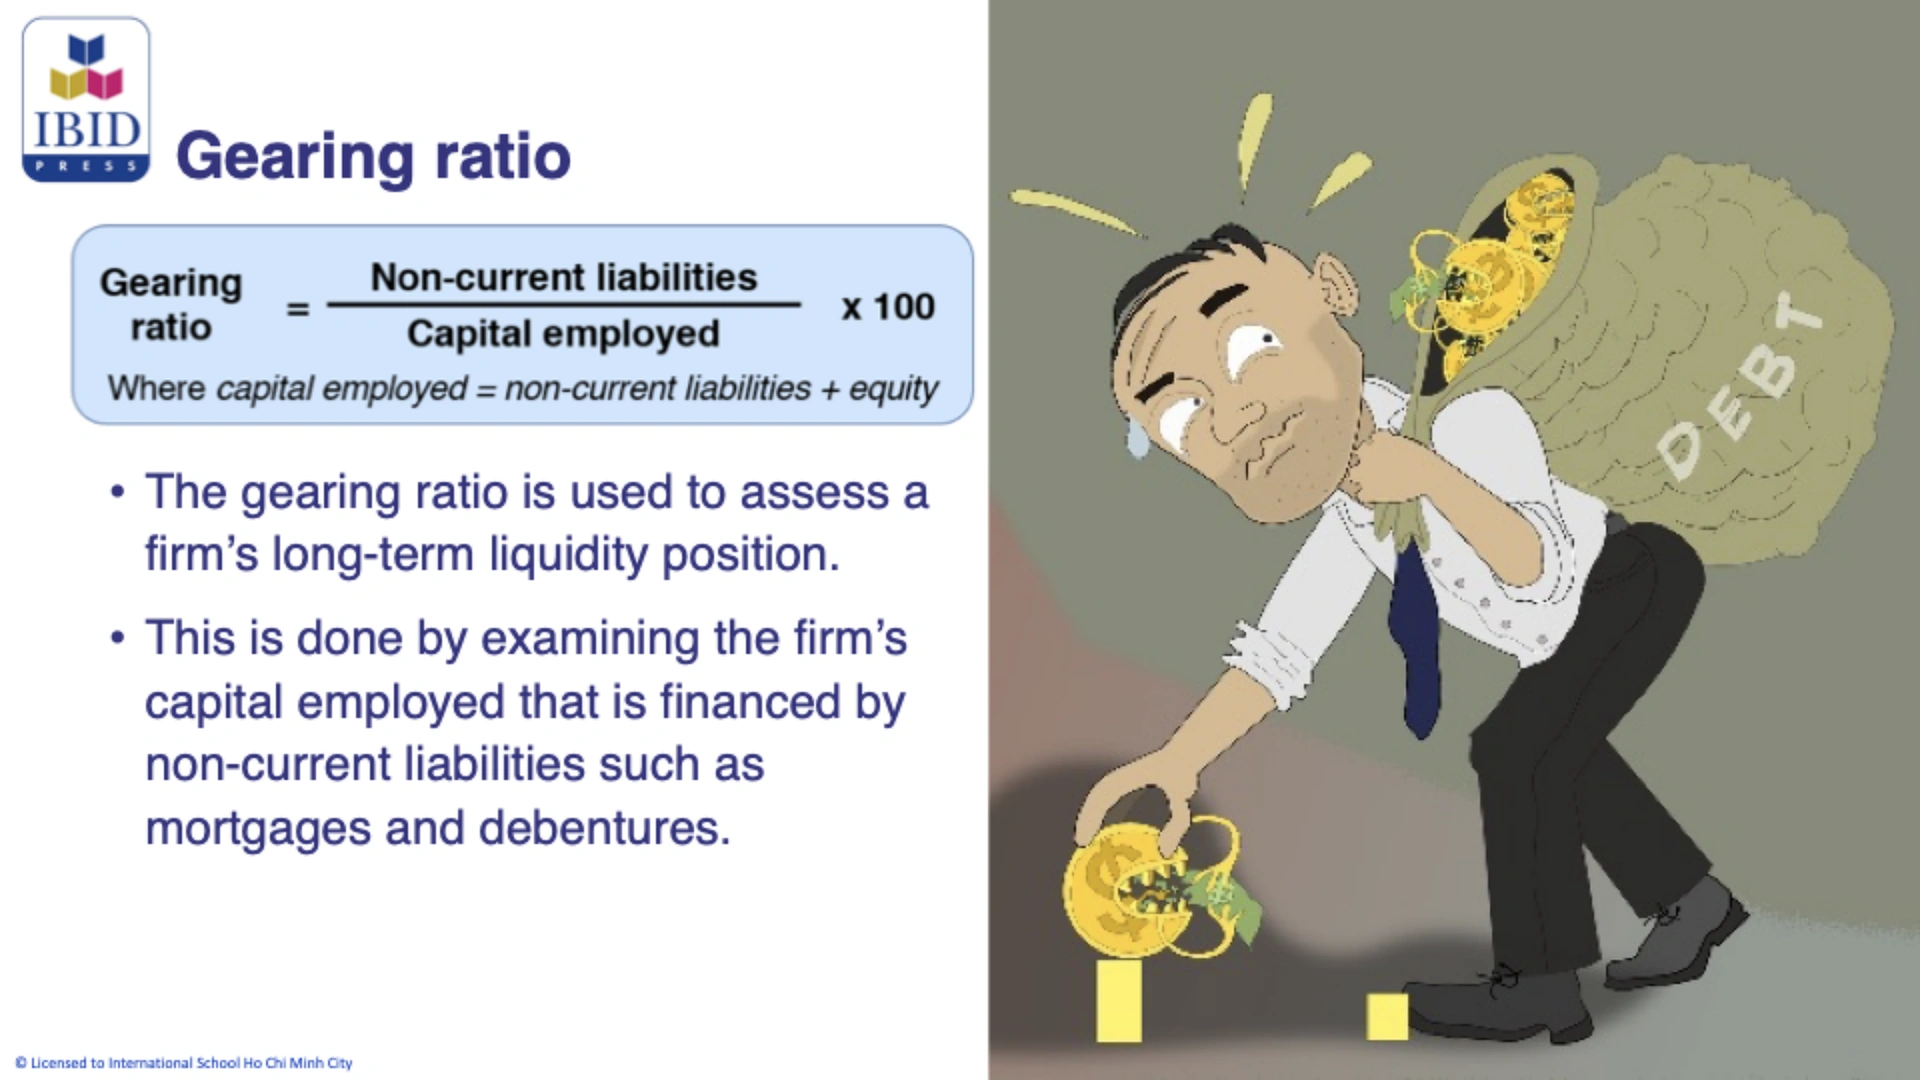 IBID
PRESS
Gearing ratio
Gearing ratio = Non-current liabilities / Capital employed x 100
Where capital employed = non-current liabilities + equity
• The gearing ratio is used to assess a
firm’s long-term liquidity position.
• This is done by examining the firm’s
capital employed that is financed by
non-current liabilities such as
mortgages and debentures.
DEBT
© Licensed to International School Ho Chi Minh City